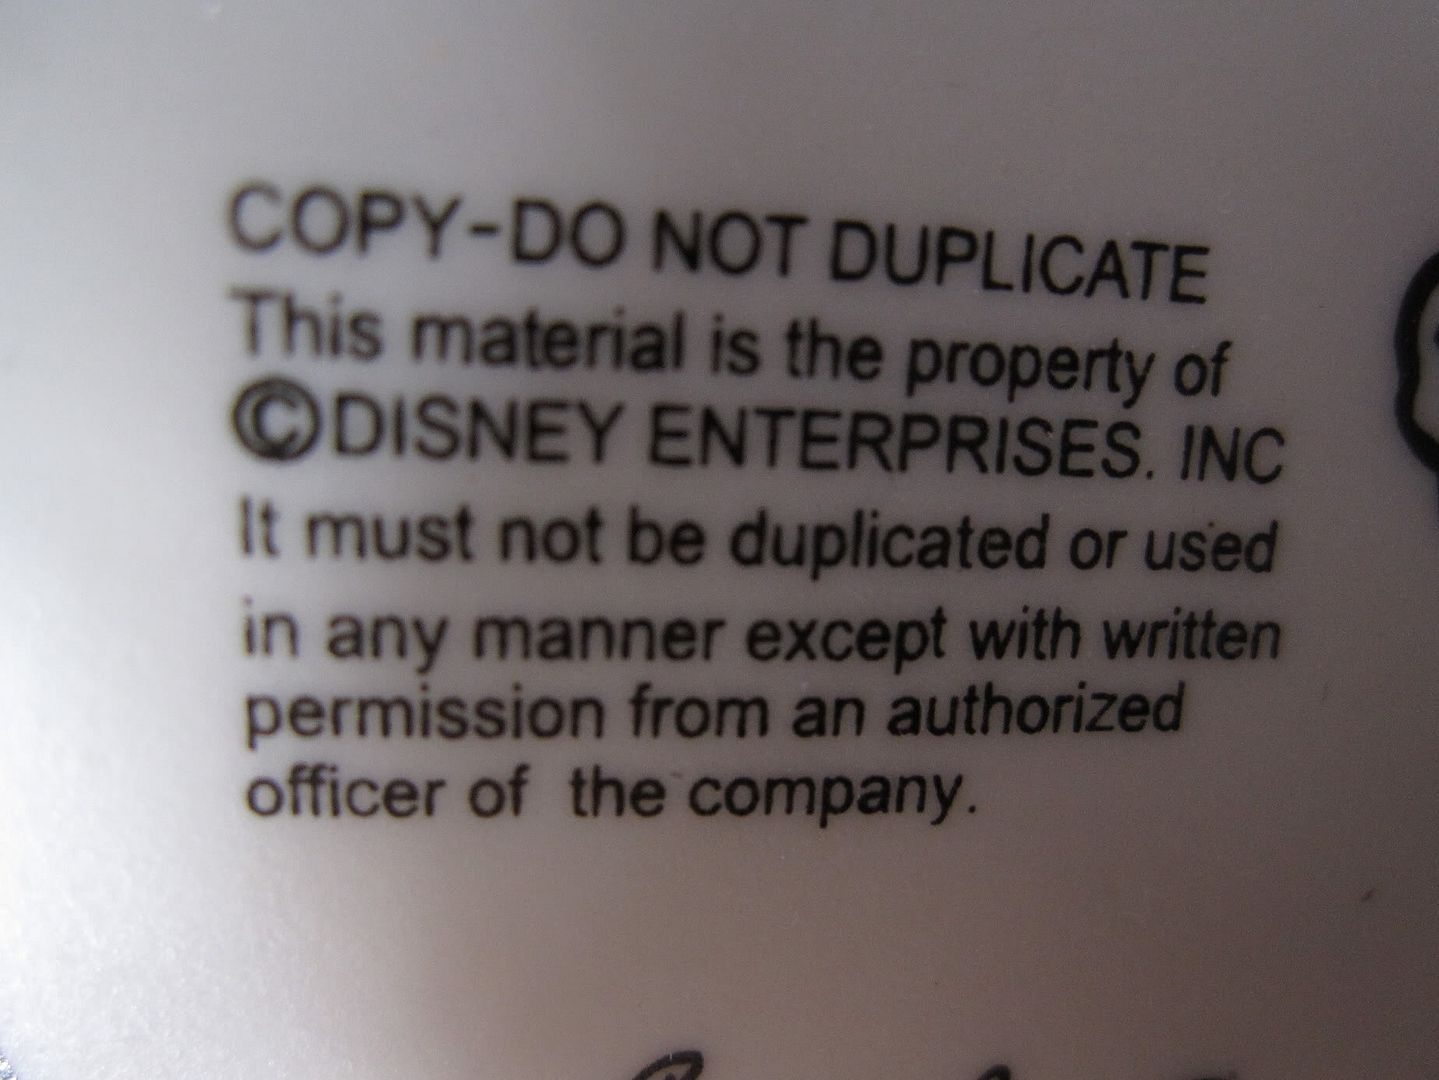 COPY-DO NOT DUPLICATE
This material is the property of
©DISNEY ENTERPRISES. INC
It must not be duplicated or used
in any manner except with written
permission from an authorized
officer of the company.